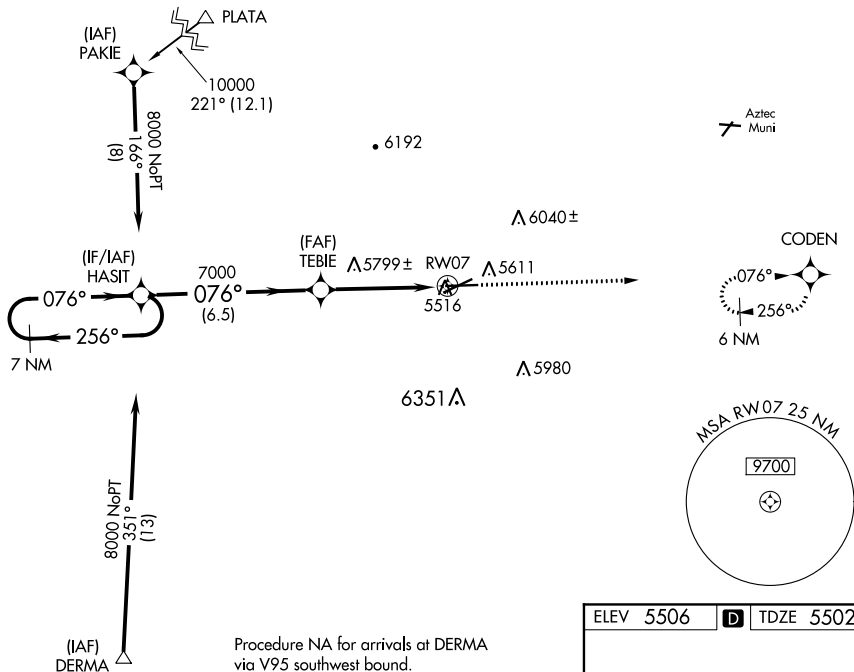 PLATA
(IAF)
PAKIE
10000
221° (12.1)
8000 NoPT
166°
(8)
6192
Aztec
Muni
6040±
(IF/IAF)
HASIT
7000
076°
(6.5)
(FAF)
TEBIE
5799±
RW07
5516
5611
CODEN
076°
256°
6 NM
076°
256°
7 NM
5980
6351
MSA RW07 25 NM
9700
8000 NoPT
351°
(13)
(IAF)
DERMA
Procedure NA for arrivals at DERMA
via V95 southwest bound.
ELEV 5506 D TDZE 5502